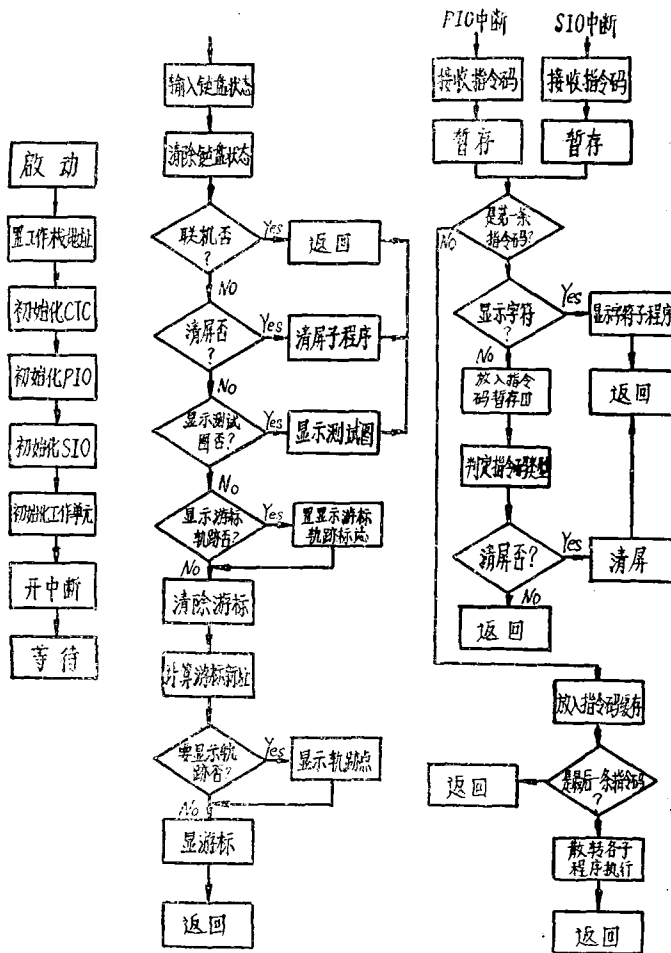 啟动
置工作栈地址
初始化CTC
初始化PIO
初始化SIO
初始化工作单元
开中断
等待
输入键盘状态
清除键盘状态
联机否
?
Yes
返回
NO
清屏否
?
Yes
清屏子程序
No
显示测试
图否?
Yes
显示测试图
No
显示游标
轨跡否?
Yes
置显示游标
轨跡标志
No
清除游标
计算游标新址
要显示轨
跡否?
Yes
显示轨跡点
No
显游标
返回
PIO中断
SIO中断
接收指令码
接收指令码
暂存
暂存
是第一条
指令码?
No
显示字符
?
Yes
显示字符子程序
No
返回
放入指令
码暂存口
判定指令码类型
清屏否?
Yes
清屏
No
返回
放入指令码缓存
是最后一条指令码
?
返回
散转各子
程序执行
返回